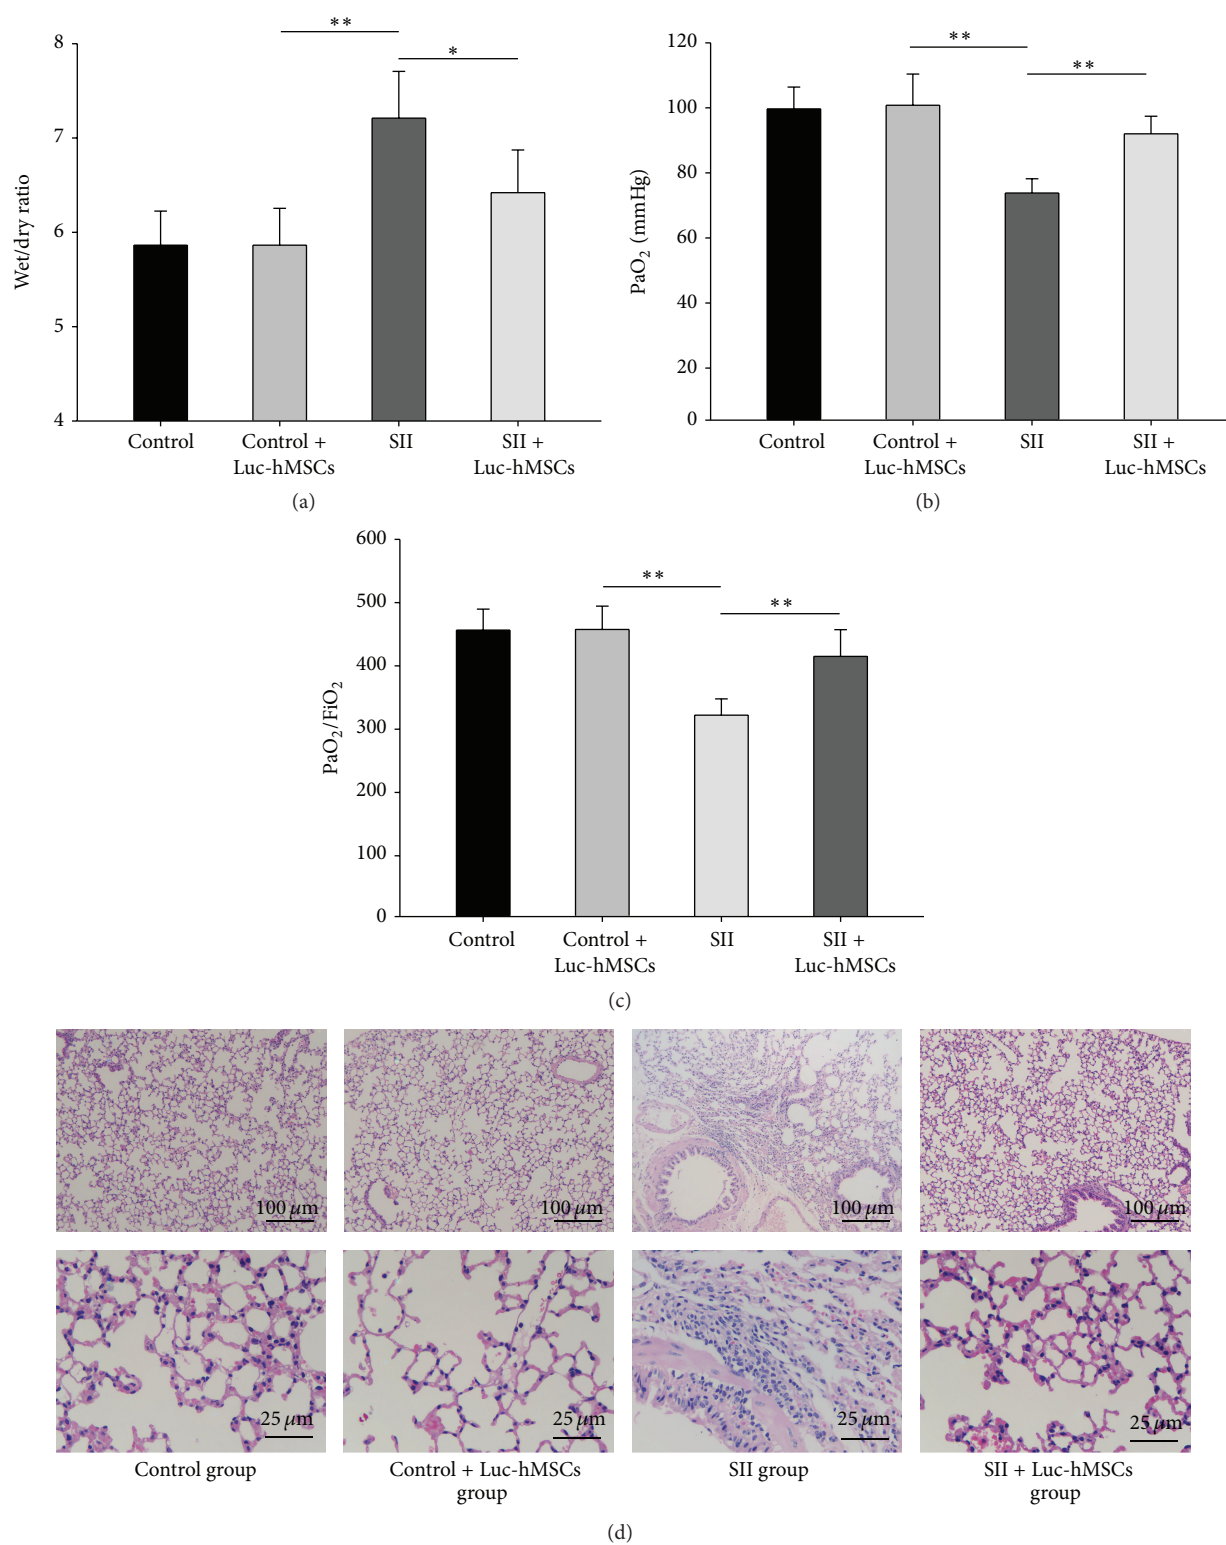 **
*
8
7
6
5
4
Wet/dry ratio
Control
Control +
Luc-hMSCs
SII
SII +
Luc-hMSCs
(a)
**
**
120
100
80
60
40
20
0
PaO₂ (mmHg)
Control
Control +
Luc-hMSCs
SII
SII +
Luc-hMSCs
(b)
**
**
600
500
400
300
200
100
0
PaO₂/FiO₂
Control
Control +
Luc-hMSCs
SII
SII +
Luc-hMSCs
(c)
100 μm
100 μm
100 μm
100 μm
25 μm
25 μm
25 μm
25 μm
Control group
Control + Luc-hMSCs
group
SII group
SII + Luc-hMSCs
group
(d)